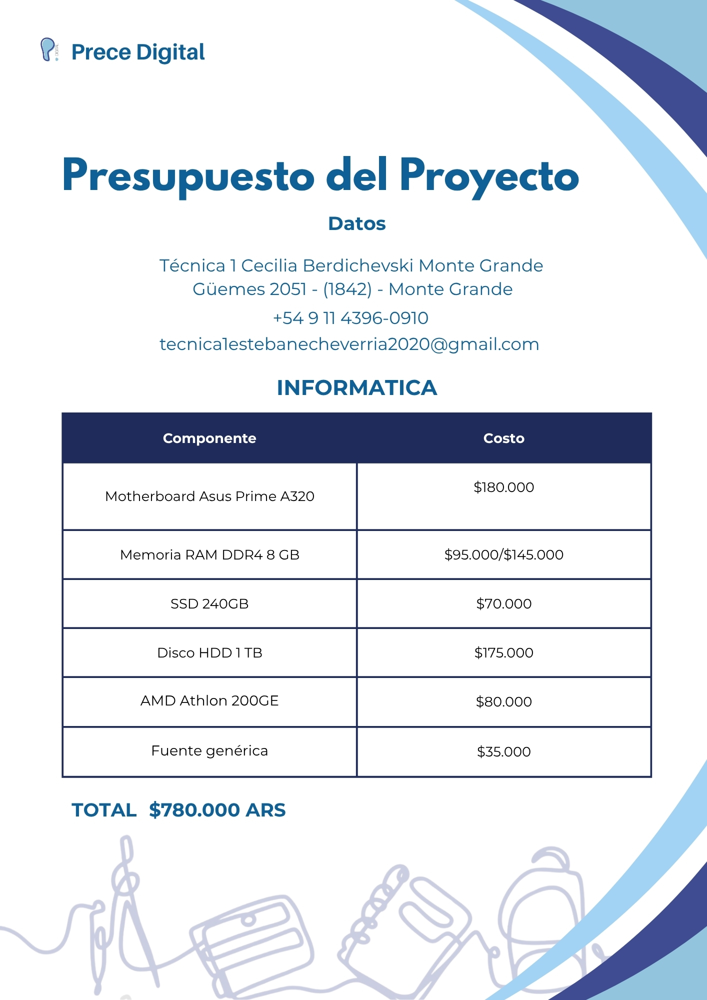 DIGITAL
Prece Digital
Presupuesto del Proyecto
Datos
Técnica 1 Cecilia Berdichevski Monte Grande
Güemes 2051 - (1842) - Monte Grande
+54 9 11 4396-0910
tecnica1estebanecheverria2020@gmail.com
INFORMATICA
Componente Costo
Motherboard Asus Prime A320 $180.000
Memoria RAM DDR4 8 GB $95.000/$145.000
SSD 240GB $70.000
Disco HDD 1 TB $175.000
AMD Athlon 200GE $80.000
Fuente genérica $35.000
TOTAL $780.000 ARS